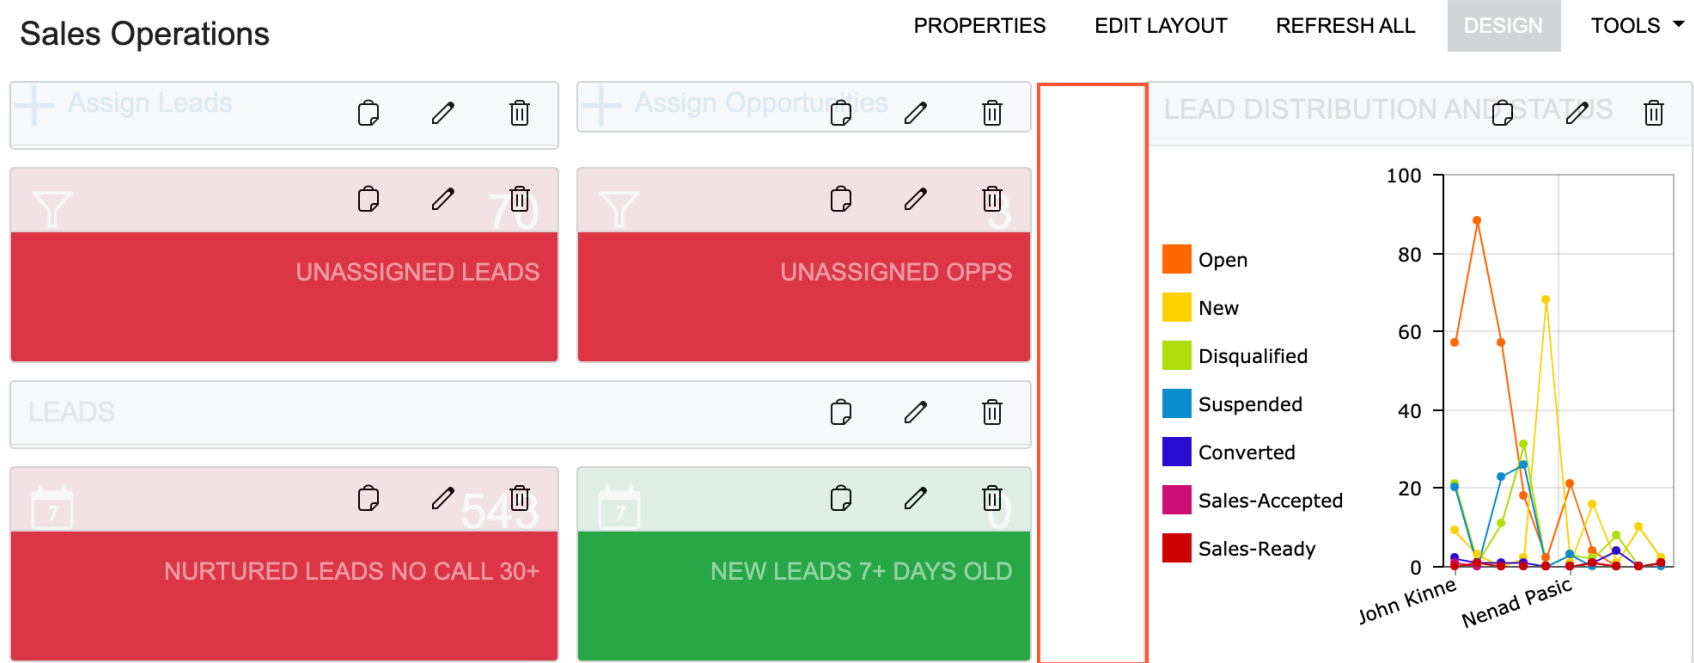 Sales Operations
PROPERTIES
EDIT LAYOUT
REFRESH ALL
DESIGN
TOOLS
Assign Leads
Assign Opportunities
LEAD DISTRIBUTION AND STATUS
70
UNASSIGNED LEADS
3
UNASSIGNED OPPS
LEADS
7
543
NURTURED LEADS NO CALL 30+
7
0
NEW LEADS 7+ DAYS OLD
Open
New
Disqualified
Suspended
Converted
Sales-Accepted
Sales-Ready
100
80
60
40
20
0
John Kinne
Nenad Pasic